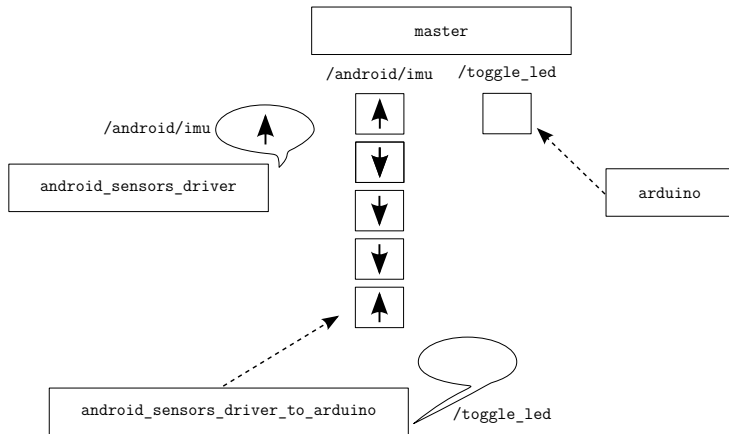 master
/android/imu
/toggle_led
/android/imu
android_sensors_driver
arduino
android_sensors_driver_to_arduino
/toggle_led